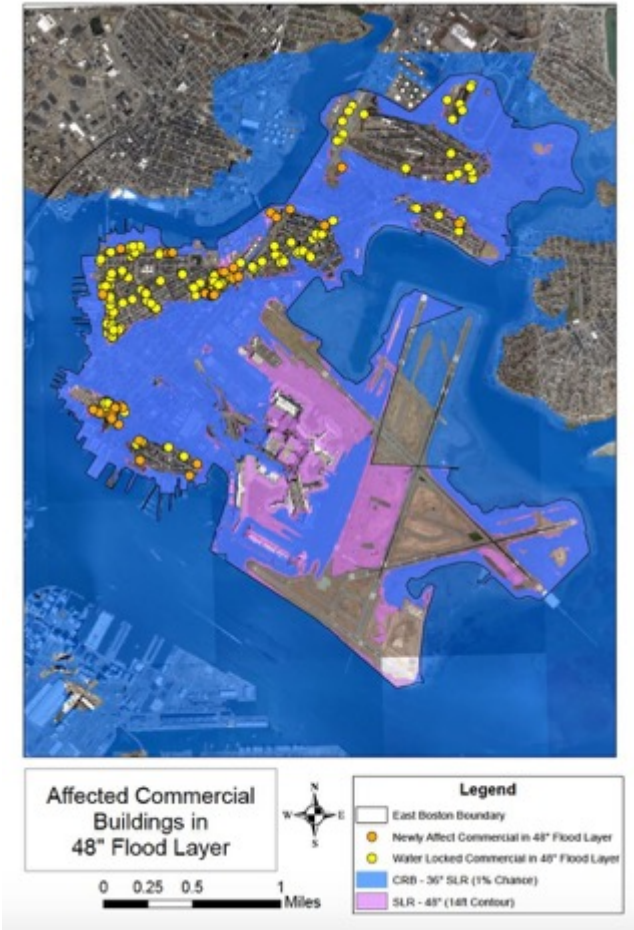 Affected Commercial
Buildings in
48" Flood Layer
N
W
E
S
0 0.25 0.5 1
Miles
Legend
East Boston Boundary
Newly Affect Commercial in 48" Flood Layer
Water Locked Commercial in 48" Flood Layer
CRB - 36" SLR (1% Chance)
SLR - 48" (14ft Contour)